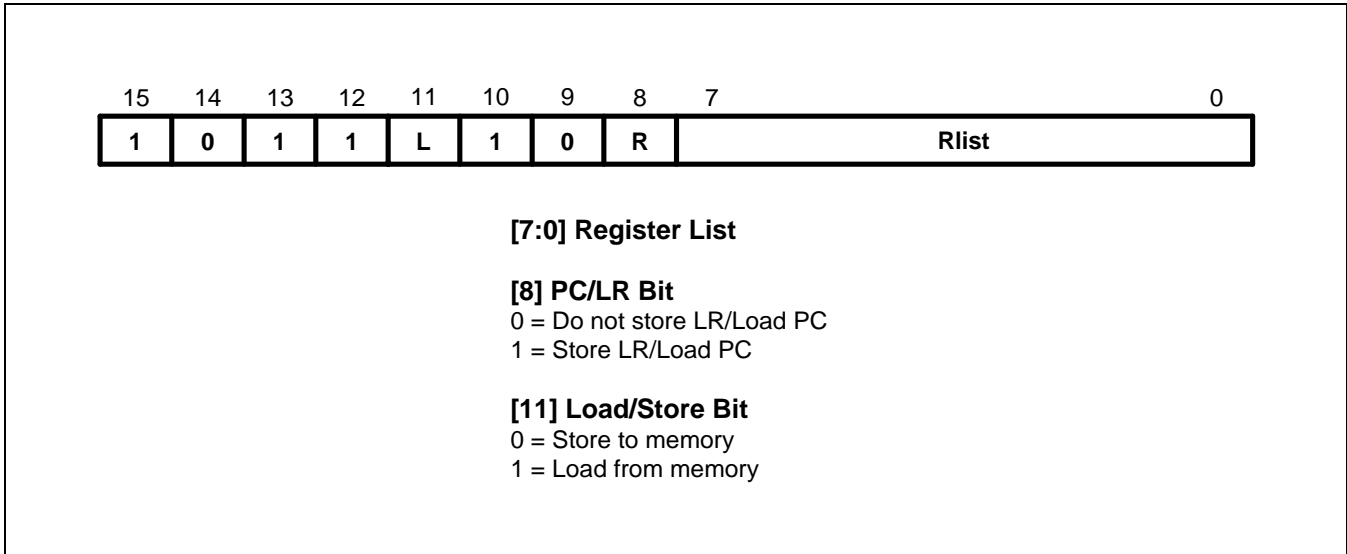 15 14 13 12 11 10 9 8 7 0
1 0 1 1 L 1 0 R Rlist
[7:0] Register List
[8] PC/LR Bit
0 = Do not store LR/Load PC
1 = Store LR/Load PC
[11] Load/Store Bit
0 = Store to memory
1 = Load from memory